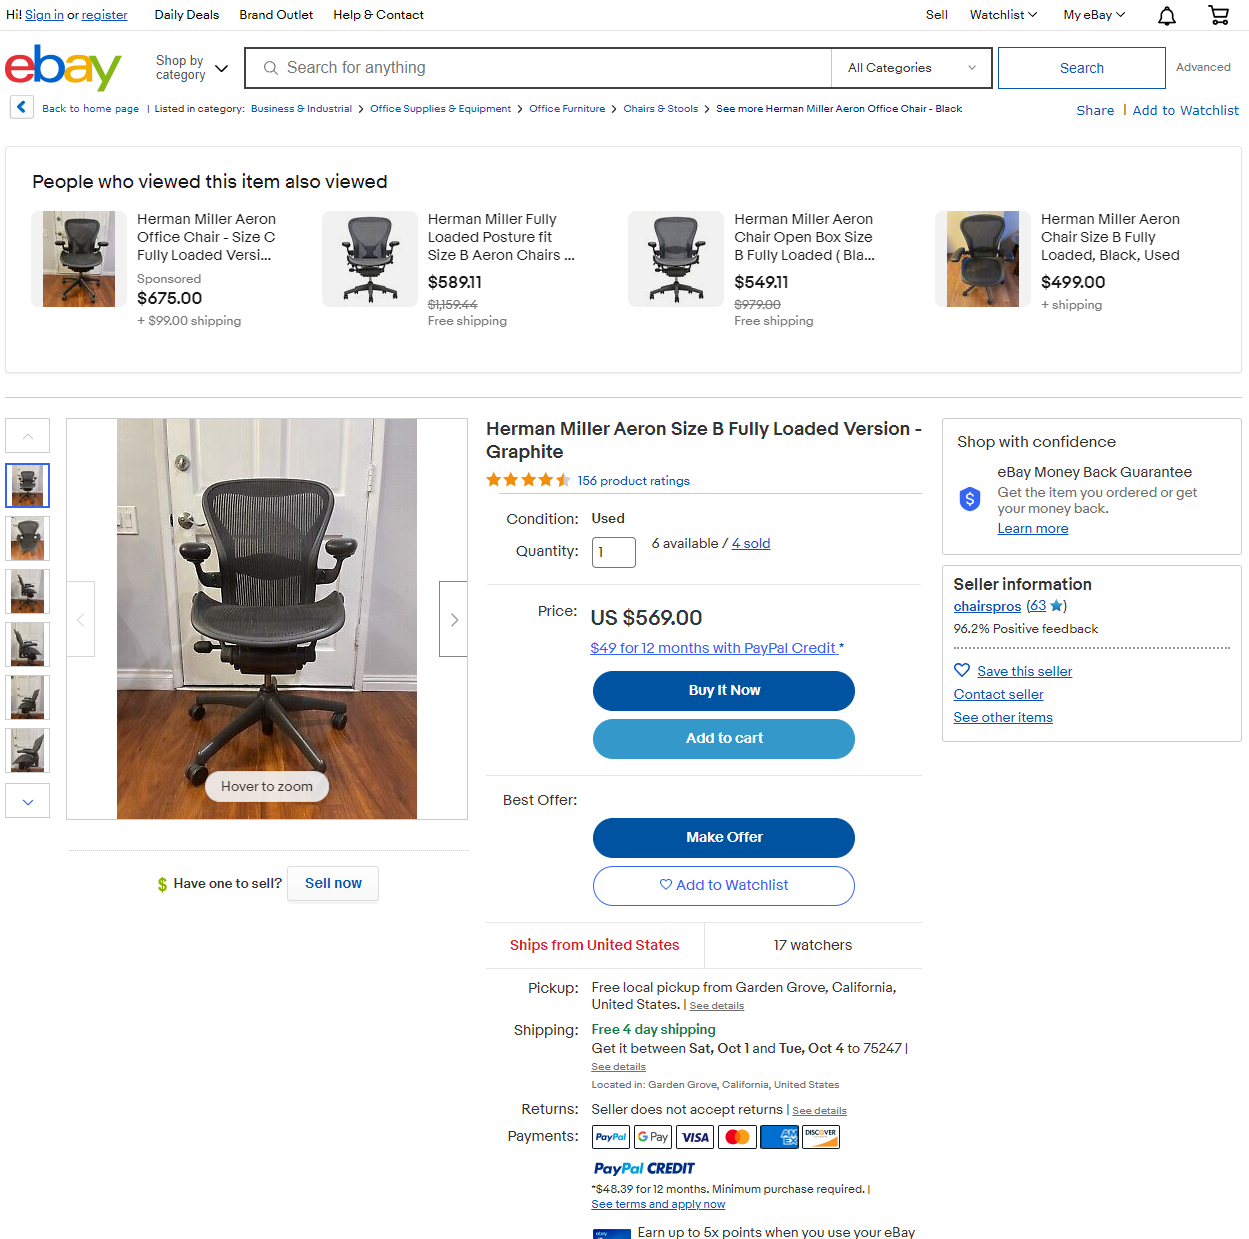 Hi! Sign in or register Daily Deals Brand Outlet Help & Contact Sell Watchlist My eBay
ebay Shop by category Search for anything All Categories Search Advanced
Back to home page | Listed in category: Business & Industrial > Office Supplies & Equipment > Office Furniture > Chairs & Stools > See more Herman Miller Aeron Office Chair - Black
Share | Add to Watchlist
People who viewed this item also viewed
Herman Miller Aeron
Office Chair - Size C
Fully Loaded Versi...
Sponsored
$675.00
+ $99.00 shipping
Herman Miller Fully
Loaded Posture fit
Size B Aeron Chairs ...
$589.11
$1,159.44
Free shipping
Herman Miller Aeron
Chair Open Box Size
B Fully Loaded ( Bla...
$549.11
$979.00
Free shipping
Herman Miller Aeron
Chair Size B Fully
Loaded, Black, Used
$499.00
+ shipping
Hover to zoom
$ Have one to sell? Sell now
Herman Miller Aeron Size B Fully Loaded Version -
Graphite
156 product ratings
Condition: Used
Quantity: 1 6 available / 4 sold
Price: US $569.00
$49 for 12 months with PayPal Credit *
Buy It Now
Add to cart
Best Offer:
Make Offer
Add to Watchlist
Ships from United States 17 watchers
Pickup: Free local pickup from Garden Grove, California,
United States. | See details
Shipping: Free 4 day shipping
Get it between Sat, Oct 1 and Tue, Oct 4 to 75247 |
See details
Located in: Garden Grove, California, United States
Returns: Seller does not accept returns | See details
Payments: PayPal G Pay VISA AMEX DISCOVER
PayPal CREDIT
*$48.39 for 12 months. Minimum purchase required. |
See terms and apply now
ebay Earn up to 5x points when you use your eBay
Shop with confidence
eBay Money Back Guarantee
Get the item you ordered or get
your money back.
Learn more
Seller information
chairspros (63)
96.2% Positive feedback
Save this seller
Contact seller
See other items